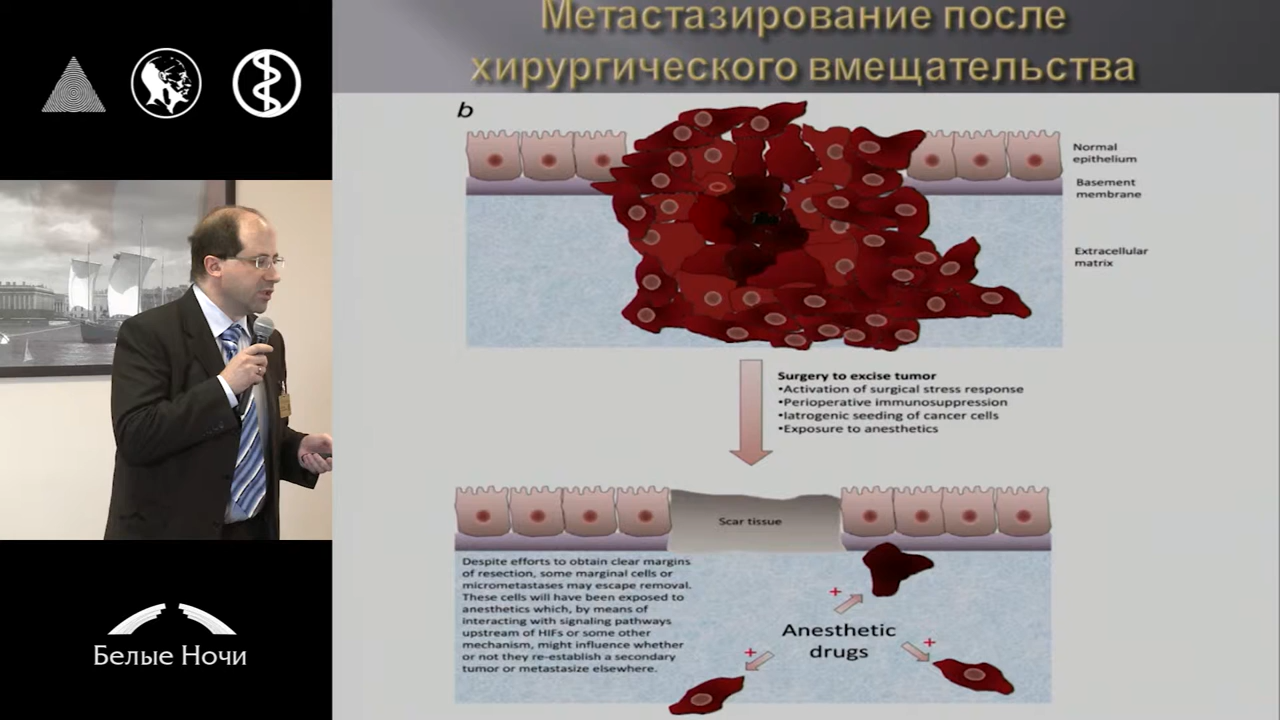 Метастазирование после
хирургического вмещательства
b
Normal
epithelium
Basement
membrane
Extracellular
matrix
Surgery to excise tumor
•Activation of surgical stress response
•Perioperative immunosuppression
•Iatrogenic seeding of cancer cells
•Exposure to anesthetics
Scar tissue
Despite efforts to obtain clear margins
of resection, some marginal cells or
micrometastases may escape removal.
These cells will have been exposed to
anesthetics which, by means of
interacting with signaling pathways
upstream of HIFs or some other
mechanism, might influence whether
or not they re-establish a secondary
tumor or metastasize elsewhere.
+
Anesthetic
drugs
+
+
Белые Ночи